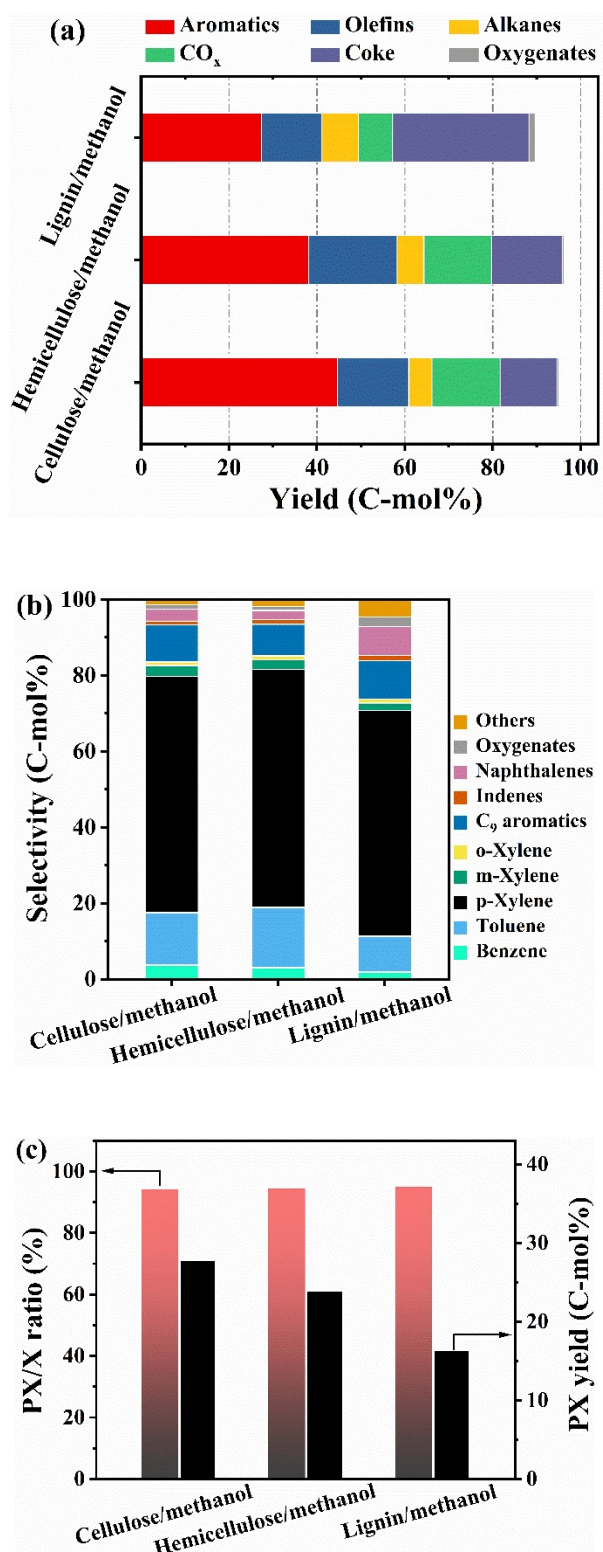 (a)
Aromatics Olefins Alkanes
COx Coke Oxygenates
Lignin/methanol
Hemicellulose/methanol
Cellulose/methanol
0 20 40 60 80 100
Yield (C-mol%)
(b)
100
80
60
40
20
0
Selectivity (C-mol%)
Others
Oxygenates
Naphthalenes
Indenes
C9 aromatics
o-Xylene
m-Xylene
p-Xylene
Toluene
Benzene
Cellulose/methanol
Hemicellulose/methanol
Lignin/methanol
(c)
100
80
60
40
20
0
PX/X ratio (%)
40
30
20
10
0
PX yield (C-mol%)
Cellulose/methanol
Hemicellulose/methanol
Lignin/methanol